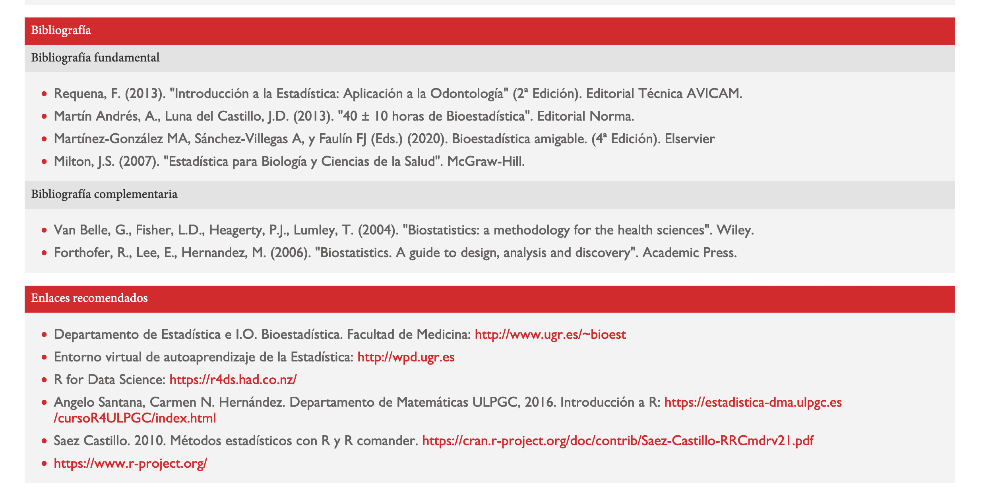 Bibliografía
Bibliografía fundamental
Requena, F. (2013). "Introducción a la Estadística: Aplicación a la Odontología" (2ª Edición). Editorial Técnica AVICAM.
Martín Andrés, A., Luna del Castillo, J.D. (2013). "40 ± 10 horas de Bioestadística". Editorial Norma.
Martínez-González MA, Sánchez-Villegas A, y Faulín FJ (Eds.) (2020). Bioestadística amigable. (4ª Edición). Elservier
Milton, J.S. (2007). "Estadística para Biología y Ciencias de la Salud". McGraw-Hill.
Bibliografía complementaria
Van Belle, G., Fisher, L.D., Heagerty, P.J., Lumley, T. (2004). "Biostatistics: a methodology for the health sciences". Wiley.
Forthofer, R., Lee, E., Hernandez, M. (2006). "Biostatistics. A guide to design, analysis and discovery". Academic Press.
Enlaces recomendados
Departamento de Estadística e I.O. Bioestadística. Facultad de Medicina: http://www.ugr.es/~bioest
Entorno virtual de autoaprendizaje de la Estadística: http://wpd.ugr.es
R for Data Science: https://r4ds.had.co.nz/
Angelo Santana, Carmen N. Hernández. Departamento de Matemáticas ULPGC, 2016. Introducción a R: https://estadistica-dma.ulpgc.es
/cursoR4ULPGC/index.html
Saez Castillo. 2010. Métodos estadísticos con R y R comander. https://cran.r-project.org/doc/contrib/Saez-Castillo-RRCmdrv21.pdf
https://www.r-project.org/